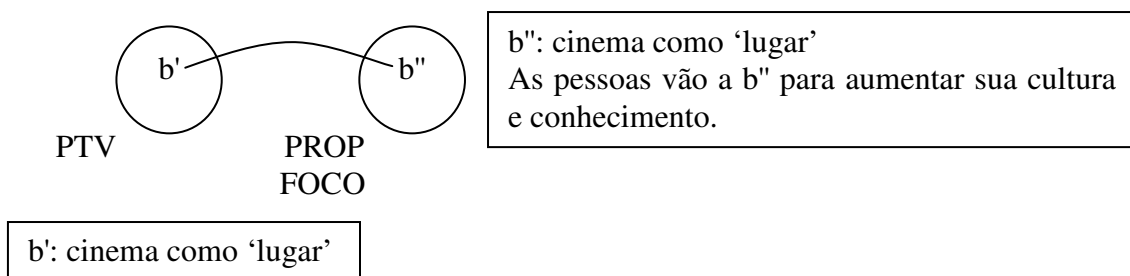 b' b"
b": cinema como ‘lugar’
As pessoas vão a b" para aumentar sua cultura
e conhecimento.
PTV PROP
FOCO
b': cinema como ‘lugar’